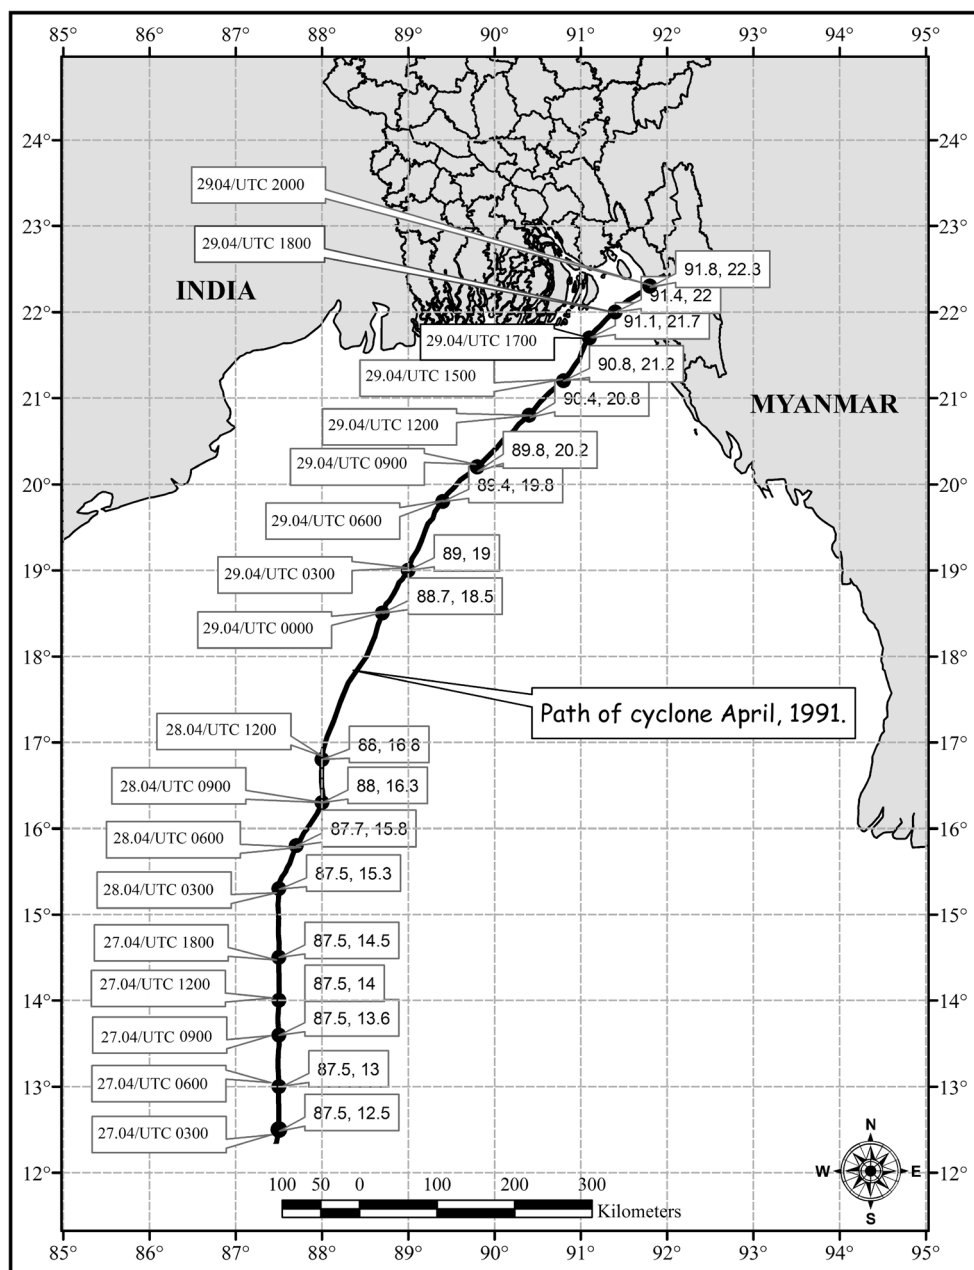 85° 86° 87° 88° 89° 90° 91° 92° 93° 94° 95°
24° 24°
29.04/UTC 2000
23° 23°
29.04/UTC 1800
91.8, 22.3
INDIA
91.4, 22
22° 22°
91.1, 21.7
29.04/UTC 1700
90.8, 21.2
29.04/UTC 1500
21° 21°
90.4, 20.8
MYANMAR
29.04/UTC 1200
89.8, 20.2
29.04/UTC 0900
20° 20°
89.4, 19.8
29.04/UTC 0600
89, 19
19° 19°
29.04/UTC 0300
88.7, 18.5
29.04/UTC 0000
18° 18°
Path of cyclone April, 1991.
28.04/UTC 1200
17° 17°
88, 16.8
28.04/UTC 0900
88, 16.3
16° 16°
87.7, 15.8
28.04/UTC 0600
87.5, 15.3
28.04/UTC 0300
15° 15°
27.04/UTC 1800
87.5, 14.5
27.04/UTC 1200
87.5, 14
14° 14°
87.5, 13.6
27.04/UTC 0900
87.5, 13
27.04/UTC 0600
13° 13°
87.5, 12.5
27.04/UTC 0300
N
12° 12°
W E
S
100 50 0 100 200 300
Kilometers
85° 86° 87° 88° 89° 90° 91° 92° 93° 94° 95°